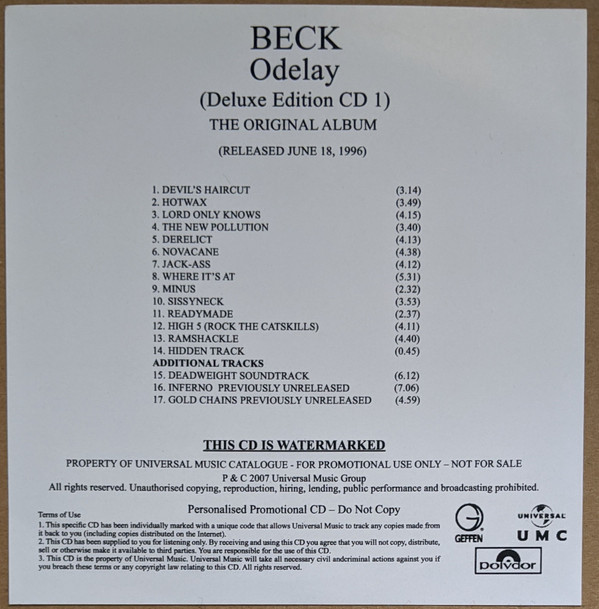 BECK
Odelay
(Deluxe Edition CD 1)
THE ORIGINAL ALBUM
(RELEASED JUNE 18, 1996)
1. DEVIL'S HAIRCUT (3.14)
2. HOTWAX (3.49)
3. LORD ONLY KNOWS (4.15)
4. THE NEW POLLUTION (3.40)
5. DERELICT (4.13)
6. NOVACANE (4.38)
7. JACK-ASS (4.12)
8. WHERE IT'S AT (5.31)
9. MINUS (2.32)
10. SISSYNECK (3.53)
11. READYMADE (2.37)
12. HIGH 5 (ROCK THE CATSKILLS) (4.11)
13. RAMSHACKLE (4.40)
14. HIDDEN TRACK (0.45)
ADDITIONAL TRACKS
15. DEADWEIGHT SOUNDTRACK (6.12)
16. INFERNO PREVIOUSLY UNRELEASED (7.06)
17. GOLD CHAINS PREVIOUSLY UNRELEASED (4.59)
THIS CD IS WATERMARKED
PROPERTY OF UNIVERSAL MUSIC CATALOGUE - FOR PROMOTIONAL USE ONLY – NOT FOR SALE
P & C 2007 Universal Music Group
All rights reserved. Unauthorised copying, reproduction, hiring, lending, public performance and broadcasting prohibited.
Personalised Promotional CD – Do Not Copy
Terms of Use
1. This specific CD has been individually marked with a unique code that allows Universal Music to track any copies made from
it back to you (including copies distributed on the Internet).
2. This CD has been supplied to you for listening only. By receiving and using this CD you agree that you will not copy, distribute,
sell or otherwise make it available to third parties. You are responsible for the use of this CD.
3. This CD is the property of Universal Music. Universal Music will take all necessary civil andcriminal actions against you if
you breach these terms or any copyright law relating to this CD. All rights reserved.
GEFFEN
UNIVERSAL
UMC
PolyDor